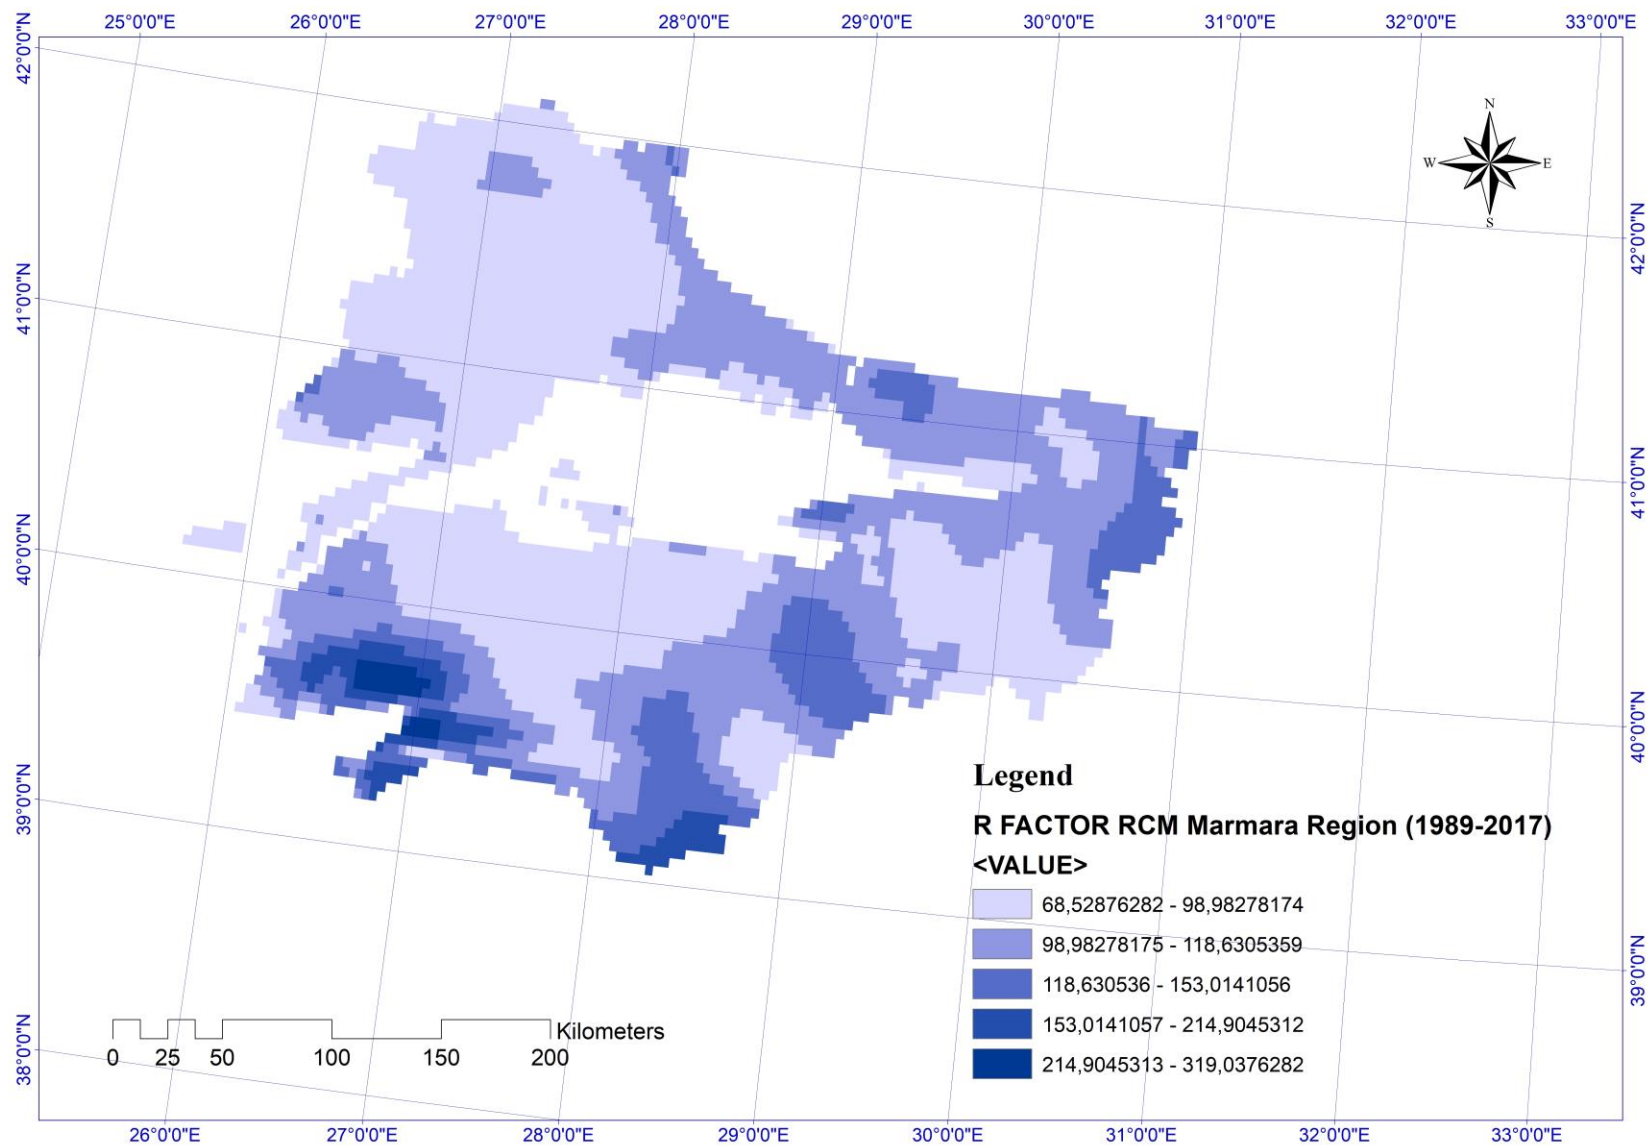 25°0'0"E 26°0'0"E 27°0'0"E 28°0'0"E 29°0'0"E 30°0'0"E 31°0'0"E 32°0'0"E 33°0'0"E
42°0'0"N
41°0'0"N
40°0'0"N
39°0'0"N
38°0'0"N
N
W E
S
42°0'0"N
41°0'0"N
40°0'0"N
39°0'0"N
Legend
R FACTOR RCM Marmara Region (1989-2017)
<VALUE>
68,52876282 - 98,98278174
98,98278175 - 118,6305359
118,630536 - 153,0141056
153,0141057 - 214,9045312
214,9045313 - 319,0376282
Kilometers
0 25 50 100 150 200
26°0'0"E 27°0'0"E 28°0'0"E 29°0'0"E 30°0'0"E 31°0'0"E 32°0'0"E 33°0'0"E